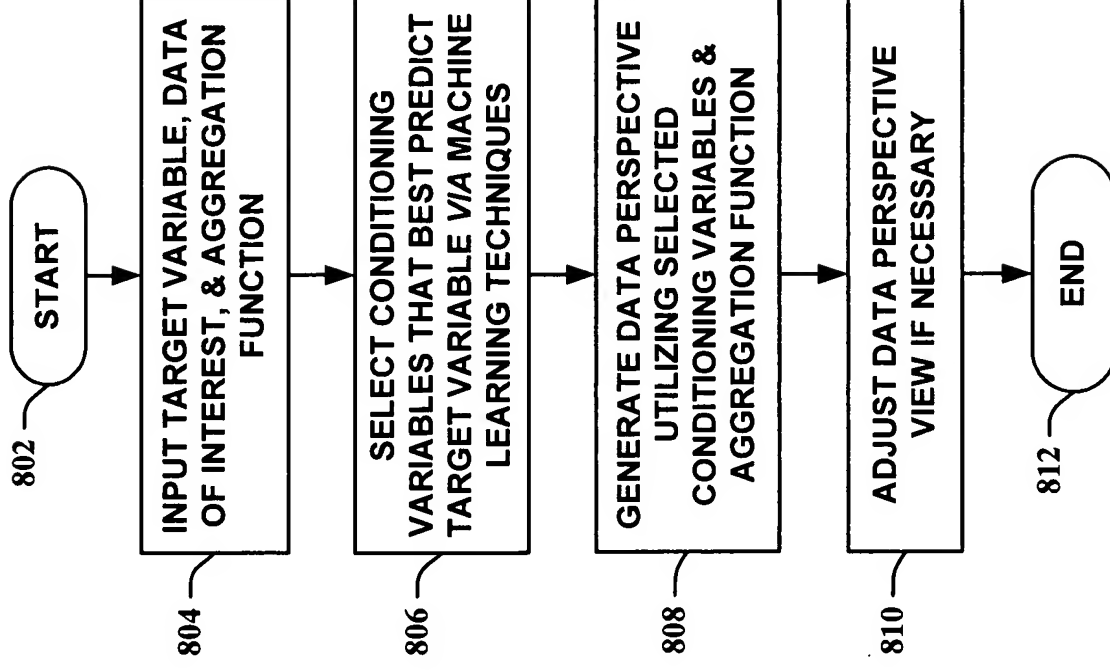 START
802
INPUT TARGET VARIABLE, DATA
OF INTEREST, & AGGREGATION
FUNCTION
804
SELECT CONDITIONING
VARIABLES THAT BEST PREDICT
TARGET VARIABLE VIA MACHINE
LEARNING TECHNIQUES
806
GENERATE DATA PERSPECTIVE
UTILIZING SELECTED
CONDITIONING VARIABLES &
AGGREGATION FUNCTION
808
ADJUST DATA PERSPECTIVE
VIEW IF NECESSARY
810
END
812